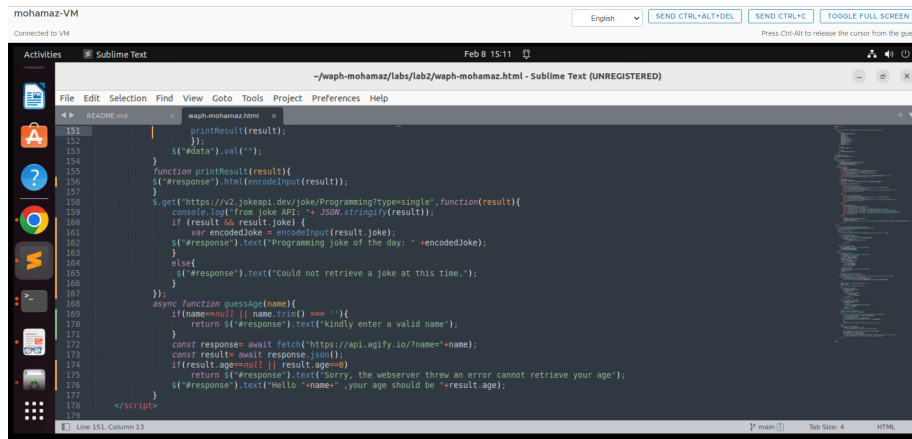 mohamaz-VM
English
SEND CTRL+ALT+DEL
SEND CTRL+C
TOGGLE FULL SCREEN
Connected to VM
Press Ctrl-Alt to release the cursor from the gue
Activities
Sublime Text
Feb 8 15:11
~/waph-mohamaz/labs/lab2/waph-mohamaz.html - Sublime Text (UNREGISTERED)
File Edit Selection Find View Goto Tools Project Preferences Help
README.md
waph-mohamaz.html
151 printResult(result);
152 });
153 $("#data").val("");
154 }
155 function printResult(result){
156 $("#response").html(encodeInput(result));
157 }
158 $.get("https://v2.jokeapi.dev/joke/Programming?type=single",function(result){
159 console.log("from joke API: "+ JSON.stringify(result));
160 if (result && result.joke) {
161 var encodedJoke = encodeInput(result.joke);
162 $("#response").text("Programming joke of the day: " +encodedJoke);
163 }
164 else{
165 $("#response").text("Could not retrieve a joke at this time.");
166 }
167 });
168 async function guessAge(name){
169 if(name==null || name.trim() === ''){
170 return $("#response").text("kindly enter a valid name");
171 }
172 const response= await fetch("https://api.agify.io/?name="+name);
173 const result= await response.json();
174 if(result.age==null || result.age==0)
175 return $("#response").text("Sorry, the webserver threw an error cannot retrieve your age");
176 $("#response").text("Hello "+name+" ,your age should be "+result.age);
177 }
178 </script>
179
Line 151, Column 13
main 1
Tab Size: 4
HTML